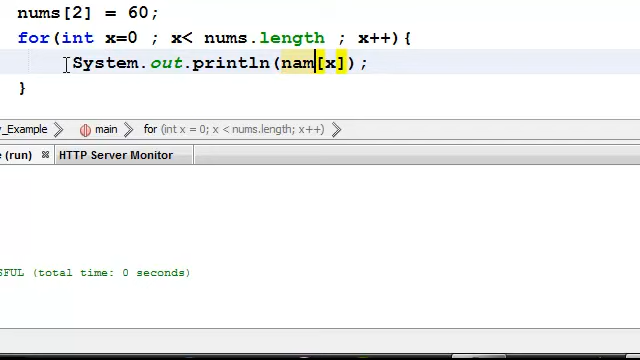 nums[2] = 60;
for(int x=0 ; x< nums.length ; x++){
System.out.println(nam[x]);
}
_Example main for (int x = 0; x < nums.length; x++)
(run) HTTP Server Monitor
SFUL (total time: 0 seconds)